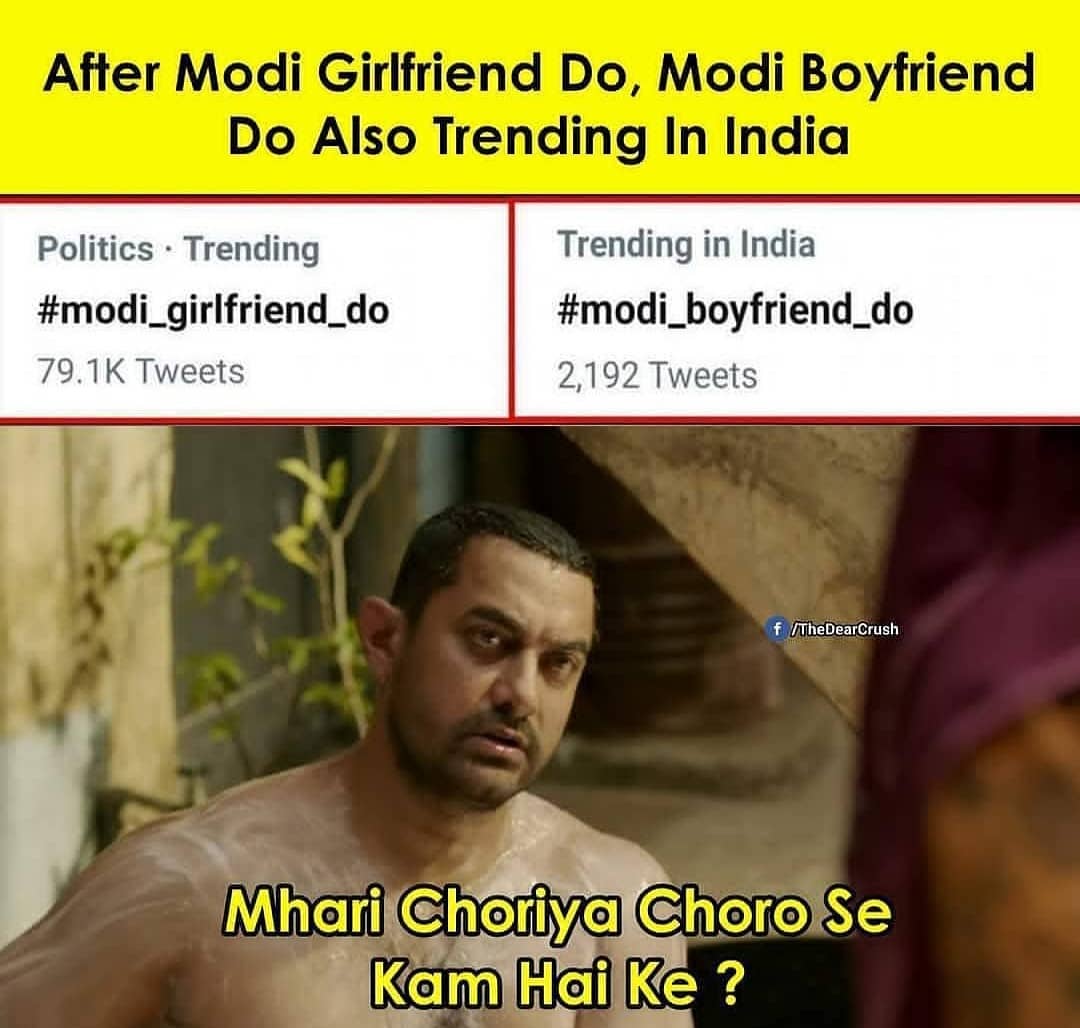 After Modi Girlfriend Do, Modi Boyfriend
Do Also Trending In India
Politics · Trending
#modi_girlfriend_do
79.1K Tweets
Trending in India
#modi_boyfriend_do
2,192 Tweets
f /TheDearCrush
Mhari Choriya Choro Se
Kam Hai Ke ?